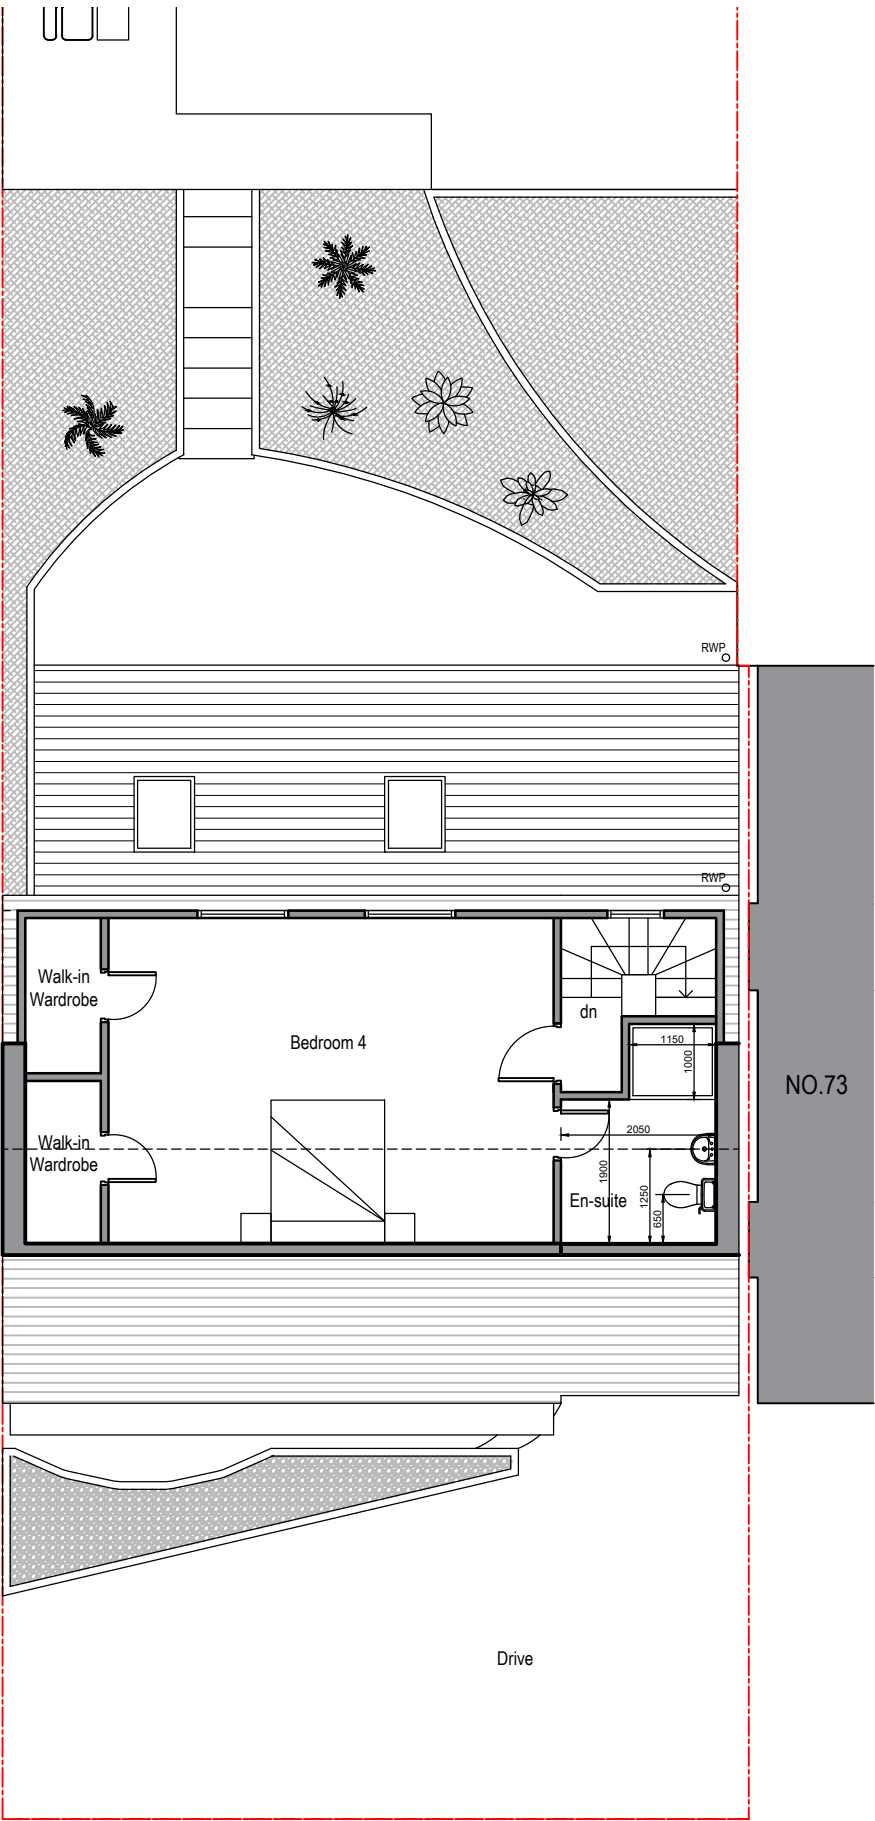 RWP
RWP
Walk-in
Wardrobe
Bedroom 4
dn
1150
1000
NO.73
Walk-in
Wardrobe
2050
1900
1250
650
En-suite
Drive